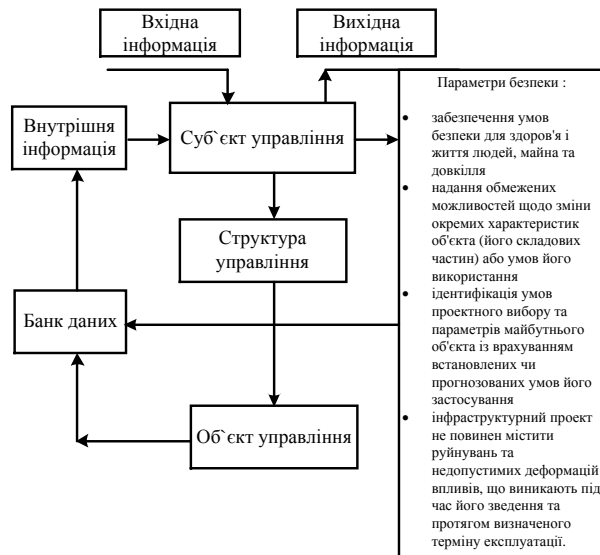 Вхідна
інформація
Вихідна
інформація
Внутрішня
інформація
Суб`єкт управління
Структура
управління
Банк даних
Об`єкт управління
Параметри безпеки :
• забезпечення умов
безпеки для здоров'я і
життя людей, майна та
довкілля
• надання обмежених
можливостей щодо зміни
окремих характеристик
об'єкта (його складових
частин) або умов його
використання
• ідентифікація умов
проектного вибору та
параметрів майбутнього
об'єкта із врахуванням
встановлених чи
прогнозованих умов його
застосування
• інфраструктурний проект
не повинен містити
руйнувань та
недопустимих деформацій
впливів, що виникають під
час його зведення та
протягом визначеного
терміну експлуатації.